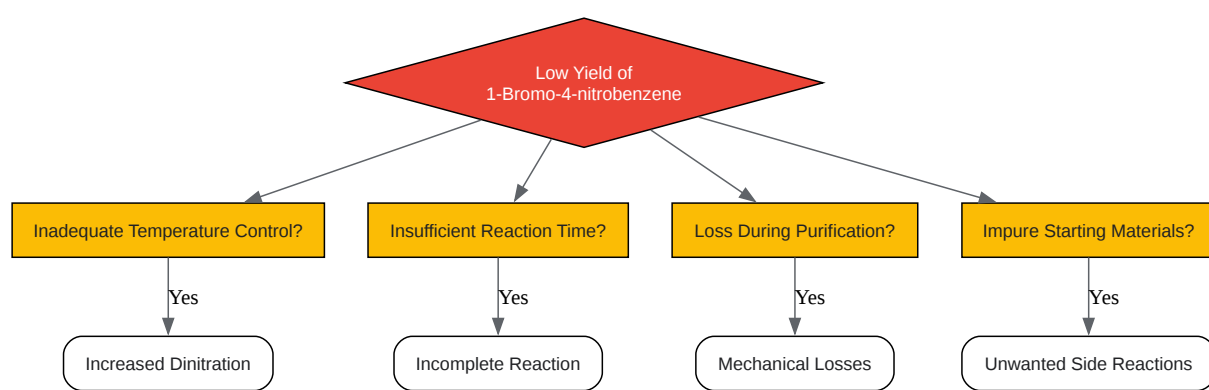 Low Yield of
1-Bromo-4-nitrobenzene
Inadequate Temperature Control?
Insufficient Reaction Time?
Loss During Purification?
Impure Starting Materials?
Yes
Yes
Yes
Yes
Increased Dinitration
Incomplete Reaction
Mechanical Losses
Unwanted Side Reactions